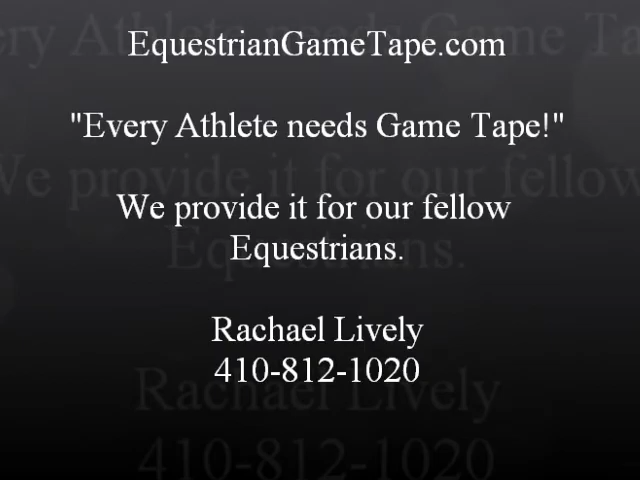 EquestrianGameTape.com
"Every Athlete needs Game Tape!"
We provide it for our fellow
Equestrians.
Rachael Lively
410-812-1020